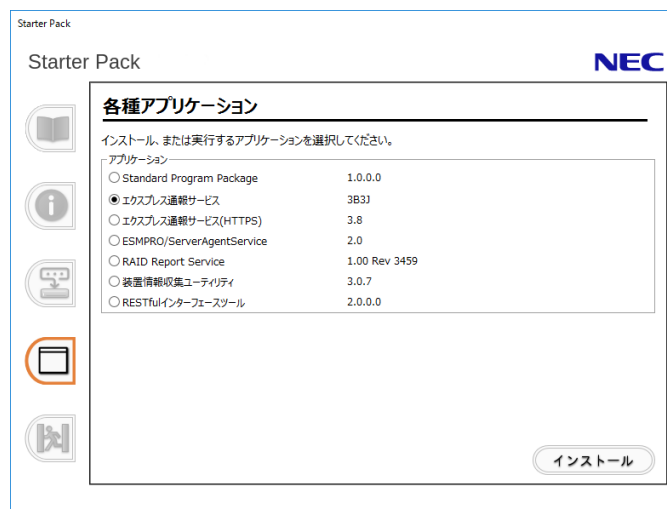 Starter Pack
Starter Pack NEC
各種アプリケーション
インストール、または実行するアプリケーションを選択してください。
アプリケーション
Standard Program Package 1.0.0.0
エクスプレス通報サービス 3B3J
エクスプレス通報サービス(HTTPS) 3.8
ESMPRO/ServerAgentService 2.0
RAID Report Service 1.00 Rev 3459
装置情報収集ユーティリティ 3.0.7
RESTfulインターフェースツール 2.0.0.0
インストール